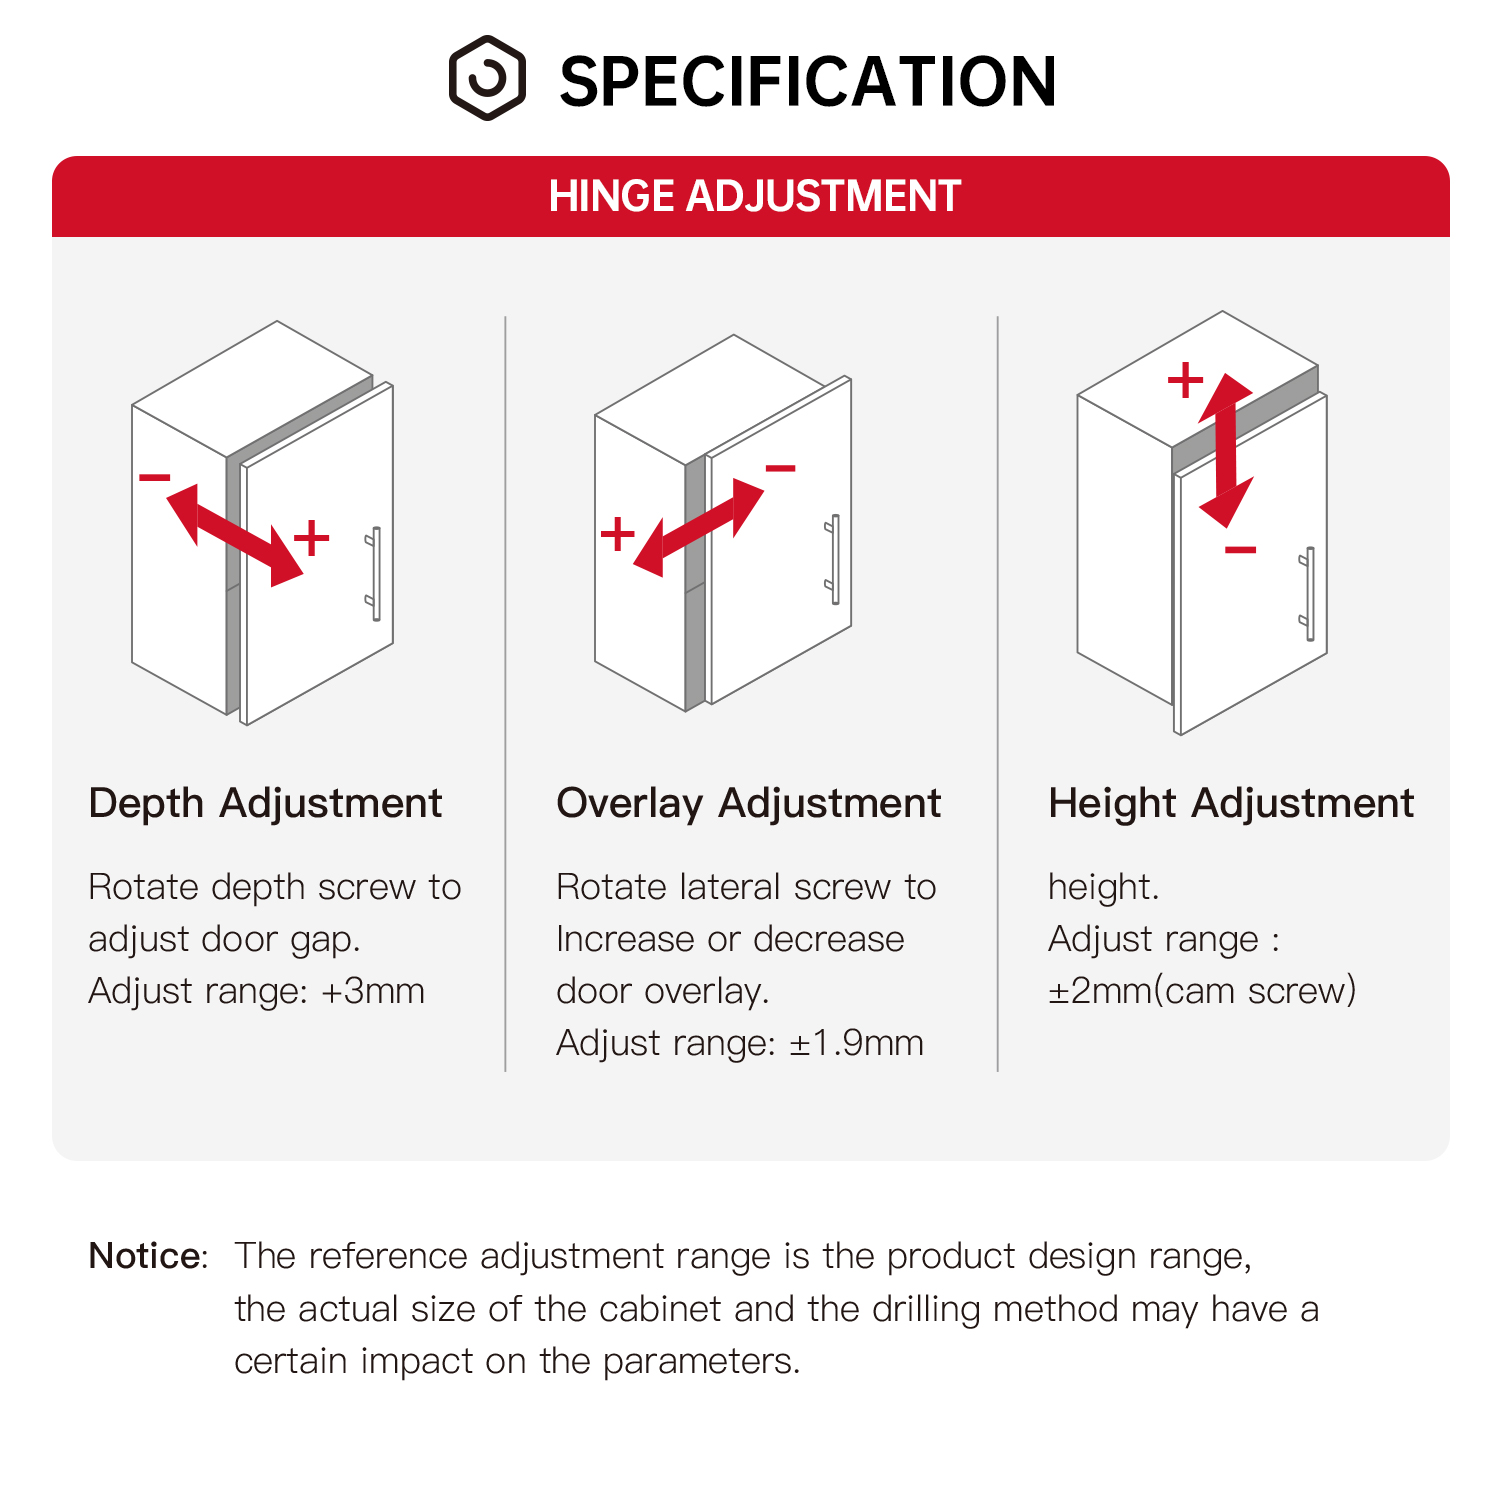 SPECIFICATION
HINGE ADJUSTMENT
−
+
Depth Adjustment
Rotate depth screw to
adjust door gap.
Adjust range: +3mm
+
−
Overlay Adjustment
Rotate lateral screw to
Increase or decrease
door overlay.
Adjust range: ±1.9mm
+
−
Height Adjustment
height.
Adjust range :
±2mm(cam screw)
Notice: The reference adjustment range is the product design range,
the actual size of the cabinet and the drilling method may have a
certain impact on the parameters.